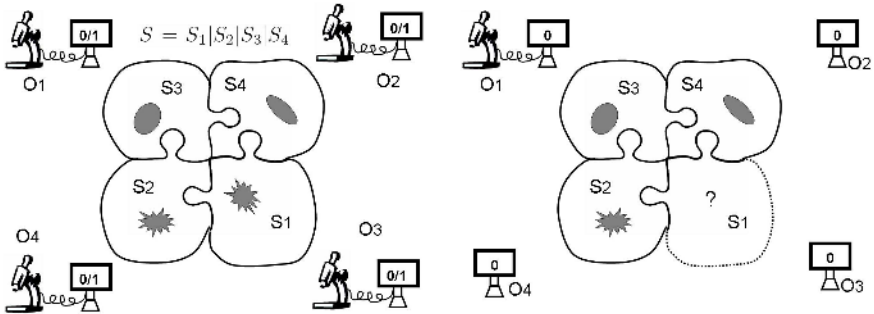 0/1
S = S1|S2|S3|S4
0/1
O1
O2
S3
S4
S2
S1
O4
O3
0/1
0/1
0
0
O1
O2
S3
S4
S2
?
S1
0
O4
0
O3